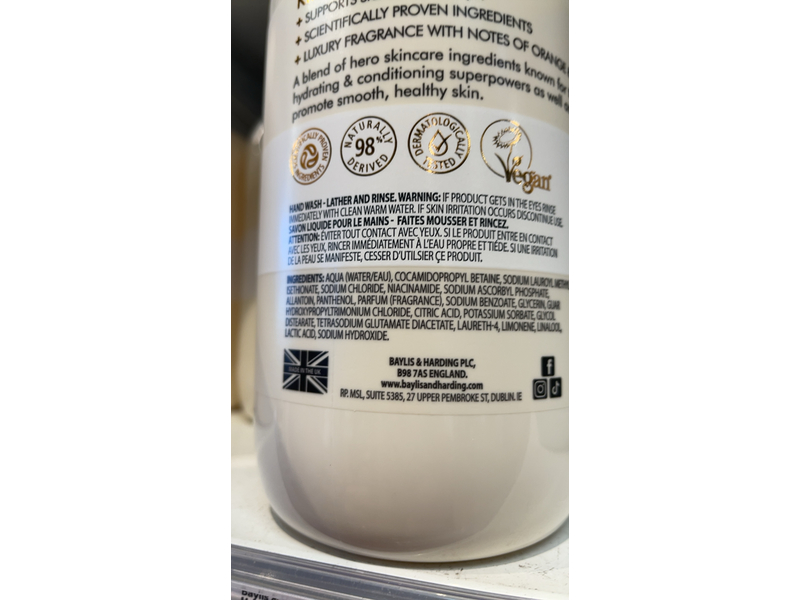 + SUPPORTS
+ SCIENTIFICALLY PROVEN INGREDIENTS
+ LUXURY FRAGRANCE WITH NOTES OF ORANGE
A blend of hero skincare ingredients known for
hydrating & conditioning superpowers as well
promote smooth, healthy skin.
SCIENTIFICALLY PROVEN INGREDIENTS
NATURALLY 98% DERIVED
DERMATOLOGICALLY TESTED
Vegan
HAND WASH - LATHER AND RINSE. WARNING: IF PRODUCT GETS IN THE EYES RINSE
IMMEDIATELY WITH CLEAN WARM WATER. IF SKIN IRRITATION OCCURS DISCONTINUE USE.
SAVON LIQUIDE POUR LE MAINS - FAITES MOUSSER ET RINCEZ.
ATTENTION: ÉVITER TOUT CONTACT AVEC YEUX. SI LE PRODUIT ENTRE EN CONTACT
AVEC LES YEUX, RINCER IMMÉDIATEMENT À L'EAU PROPRE ET TIÉDE. SI UNE IRRITATION
DE LA PEAU SE MANIFESTE, CESSER D'UTILSIER ÇE PRODUIT.
INGREDIENTS: AQUA (WATER/EAU), COCAMIDOPROPYL BETAINE, SODIUM LAUROYL METHYL
ISETHIONATE, SODIUM CHLORIDE, NIACINAMIDE, SODIUM ASCORBYL PHOSPHATE,
ALLANTOIN, PANTHENOL, PARFUM (FRAGRANCE), SODIUM BENZOATE, GLYCERIN, GUAR
HYDROXYPROPYLTRIMONIUM CHLORIDE, CITRIC ACID, POTASSIUM SORBATE, GLYCOL
DISTEARATE, TETRASODIUM GLUTAMATE DIACETATE, LAURETH-4, LIMONENE, LINALOOL,
LACTIC ACID, SODIUM HYDROXIDE.
MADE IN THE UK
BAYLIS & HARDING PLC,
B98 7AS ENGLAND.
www.baylisandharding.com
RP. MSL, SUITE 5385, 27 UPPER PEMBROKE ST, DUBLIN. IE
Baylis